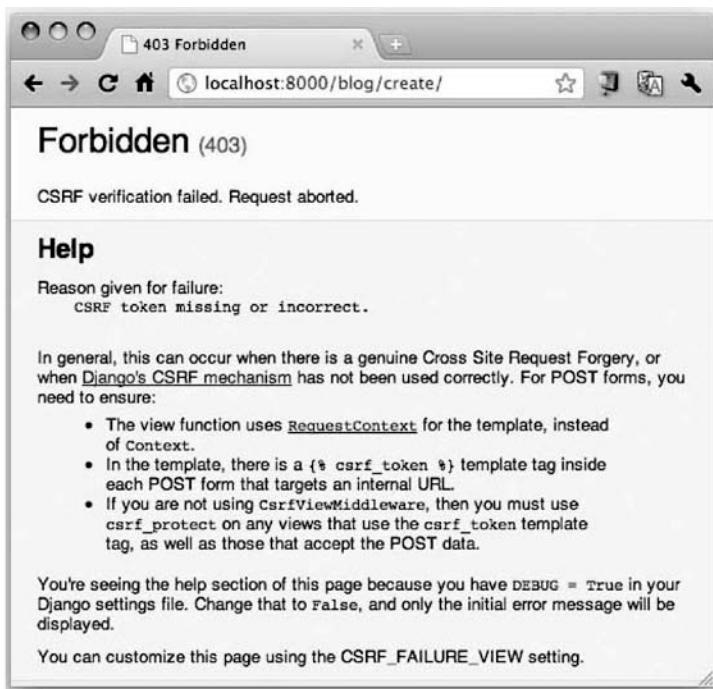 403 Forbidden
localhost:8000/blog/create/
Forbidden (403)
CSRF verification failed. Request aborted.
Help
Reason given for failure:
CSRF token missing or incorrect.
In general, this can occur when there is a genuine Cross Site Request Forgery, or
when Django's CSRF mechanism has not been used correctly. For POST forms, you
need to ensure:
• The view function uses RequestContext for the template, instead
of Context.
• In the template, there is a {% csrf_token %} template tag inside
each POST form that targets an internal URL.
• If you are not using CsrfViewMiddleware, then you must use
csrf_protect on any views that use the csrf_token template
tag, as well as those that accept the POST data.
You're seeing the help section of this page because you have DEBUG = True in your
Django settings file. Change that to False, and only the initial error message will be
displayed.
You can customize this page using the CSRF_FAILURE_VIEW setting.